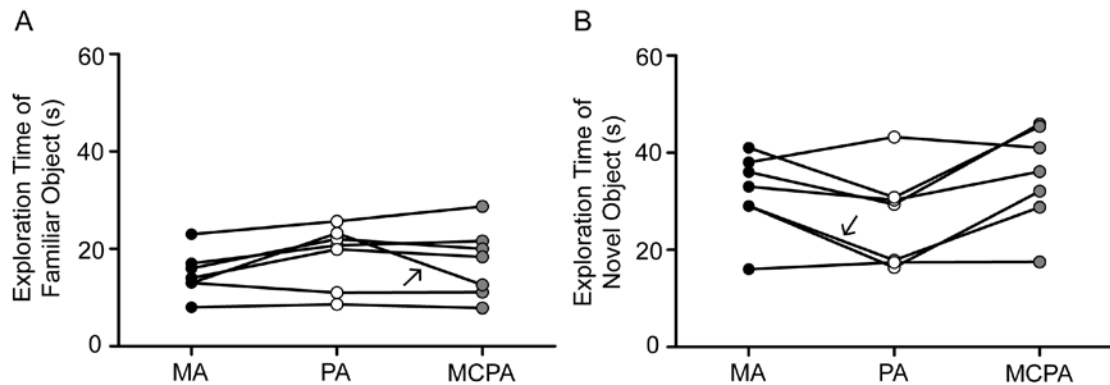 A
Exploration Time of
Familiar Object (s)
60
40
20
0
MA
PA
MCPA
B
Exploration Time of
Novel Object (s)
60
40
20
0
MA
PA
MCPA